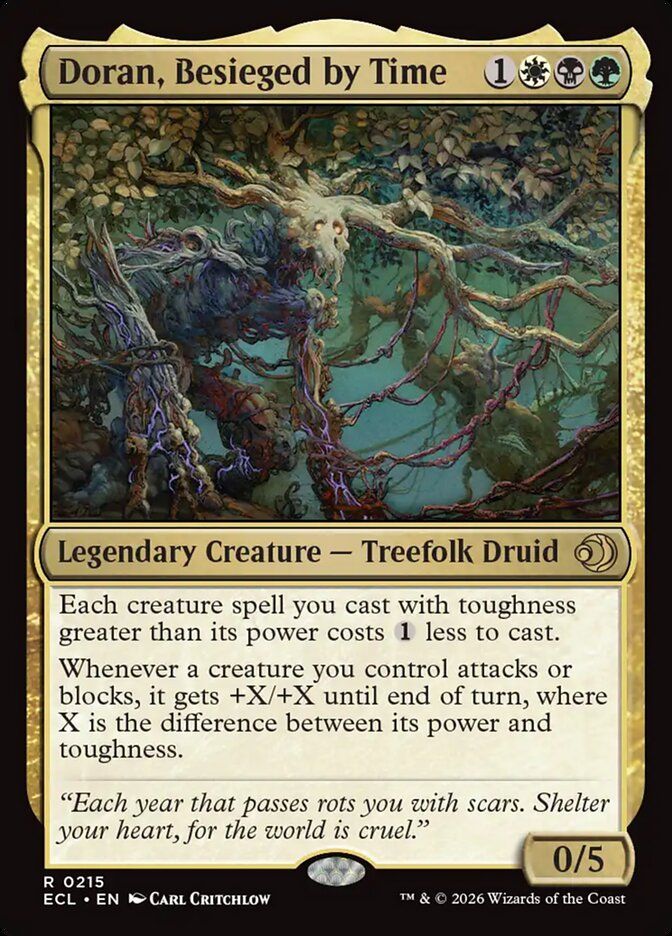 Doran, Besieged by Time 1
Legendary Creature — Treefolk Druid
Each creature spell you cast with toughness
greater than its power costs 1 less to cast.
Whenever a creature you control attacks or
blocks, it gets +X/+X until end of turn, where
X is the difference between its power and
toughness.
“Each year that passes rots you with scars. Shelter
your heart, for the world is cruel.”
0/5
R 0215
ECL • EN Carl Critchlow
™ & © 2026 Wizards of the Coast